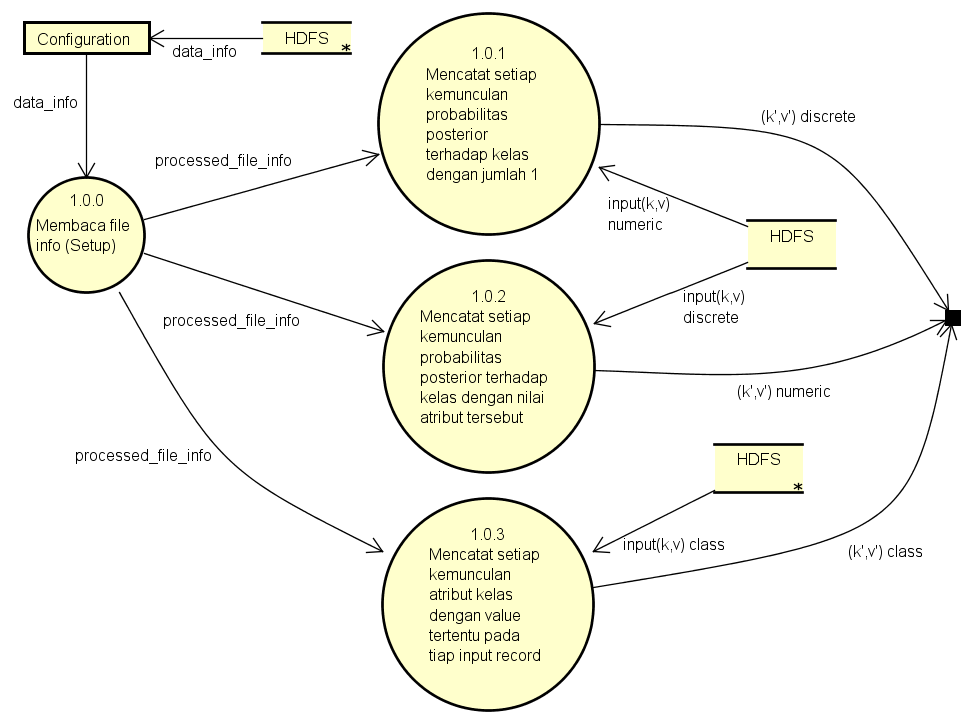 Configuration
HDFS
*
data_info
data_info
1.0.0
Membaca file
info (Setup)
processed_file_info
processed_file_info
processed_file_info
1.0.1
Mencatat setiap
kemunculan
probabilitas
posterior
terhadap kelas
dengan jumlah 1
(k',v') discrete
input(k,v)
numeric
HDFS
input(k,v)
discrete
1.0.2
Mencatat setiap
kemunculan
probabilitas
posterior terhadap
kelas dengan nilai
atribut tersebut
(k',v') numeric
HDFS
*
input(k,v) class
(k',v') class
1.0.3
Mencatat setiap
kemunculan
atribut kelas
dengan value
tertentu pada
tiap input record